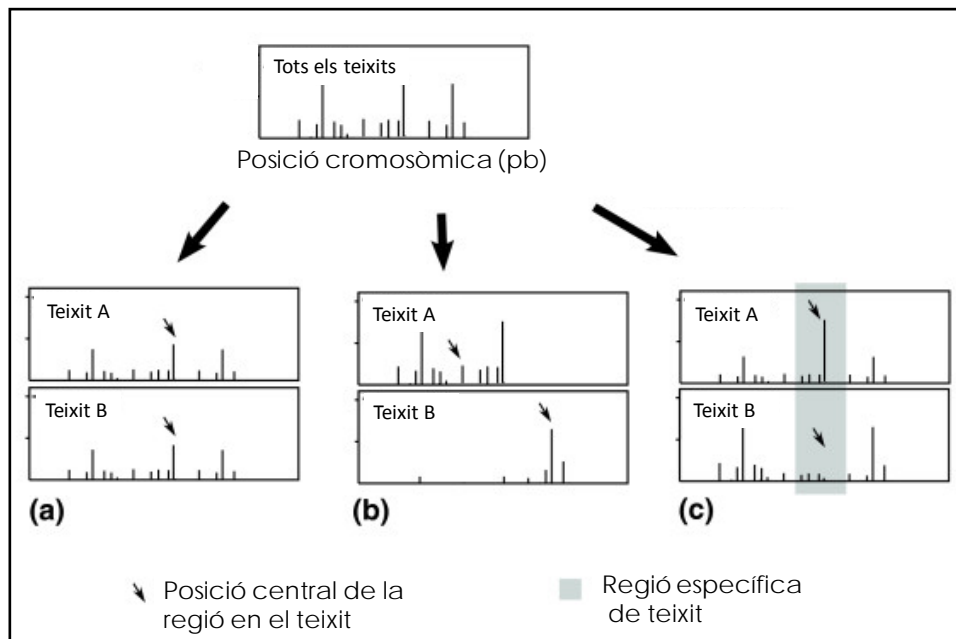 Tots els teixits
Posició cromosòmica (pb)
Teixit A
Teixit B
(a)
Teixit A
Teixit B
(b)
Teixit A
Teixit B
(c)
Posició central de la
regió en el teixit
Regió específica
de teixit